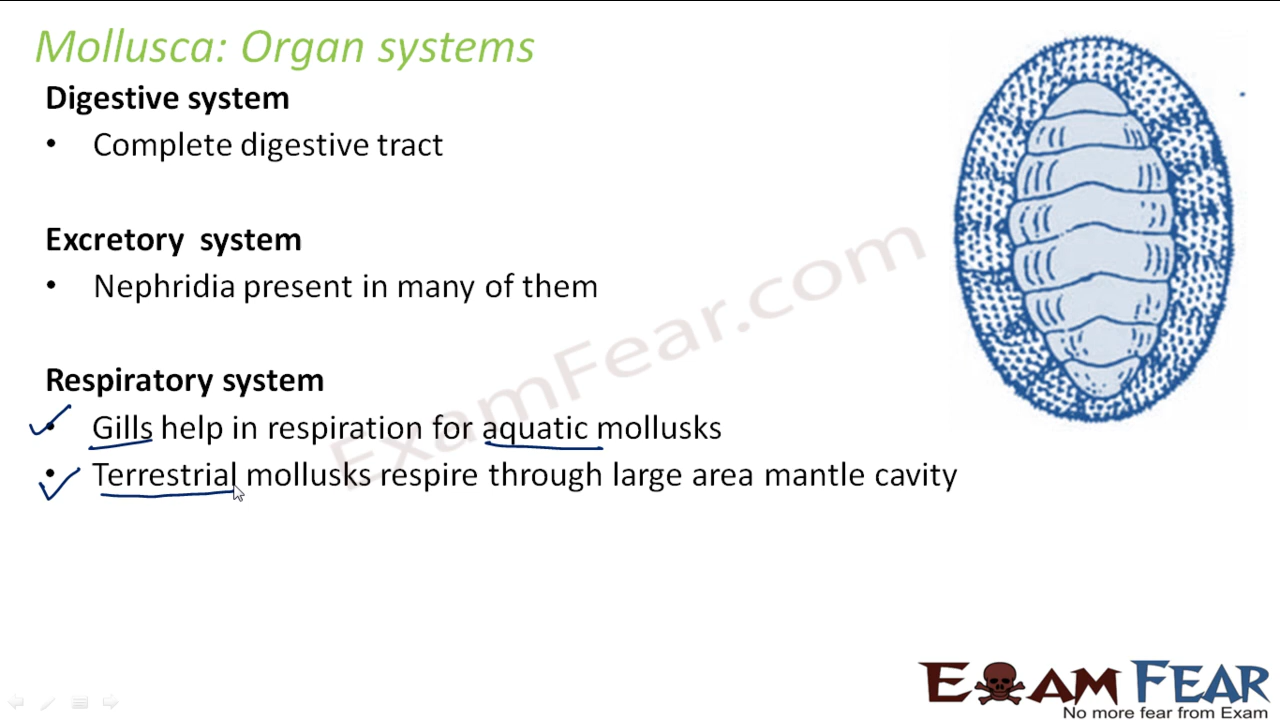 Mollusca: Organ systems
Digestive system
• Complete digestive tract
Excretory system
• Nephridia present in many of them
Respiratory system
• Gills help in respiration for aquatic mollusks
• Terrestrial mollusks respire through large area mantle cavity
ExamFear.com
EXAM FEAR
No more fear from Exam